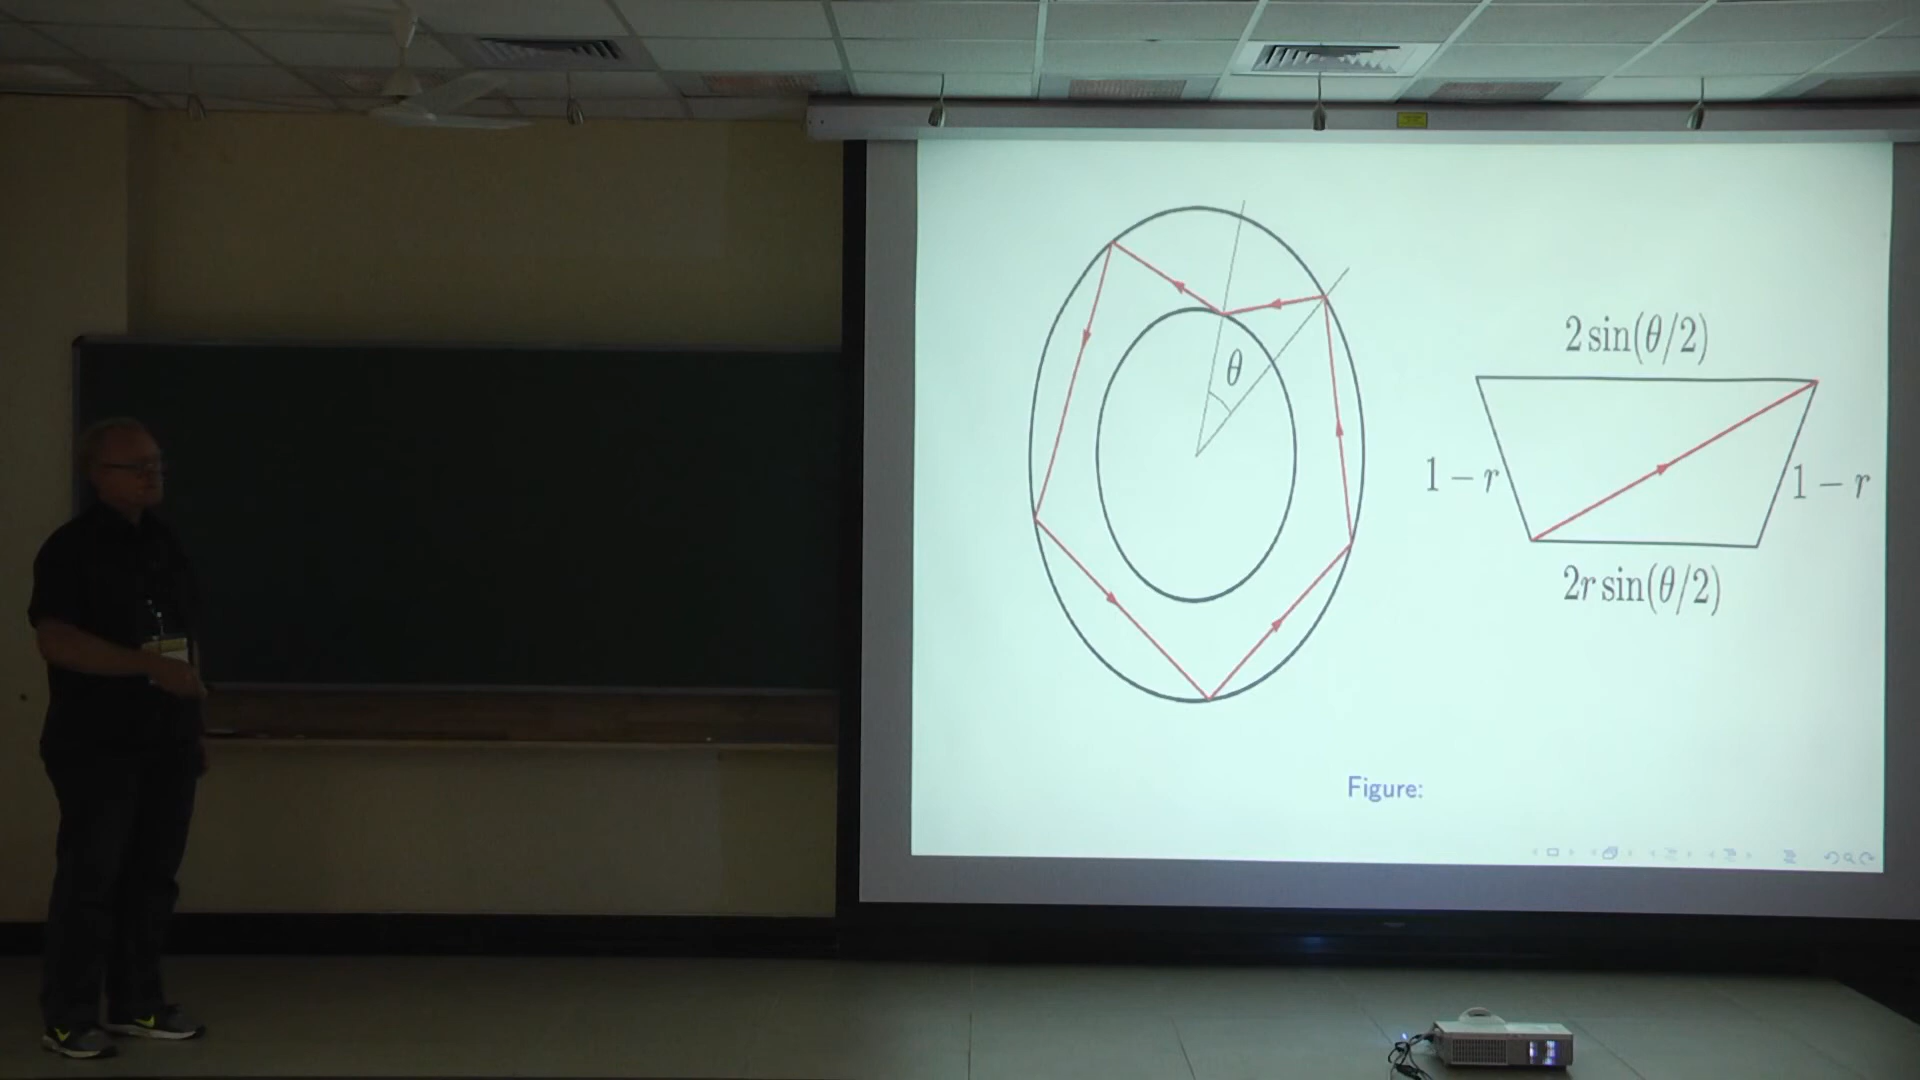 θ
2 sin(θ/2)
1 − r
1 − r
2r sin(θ/2)
Figure: